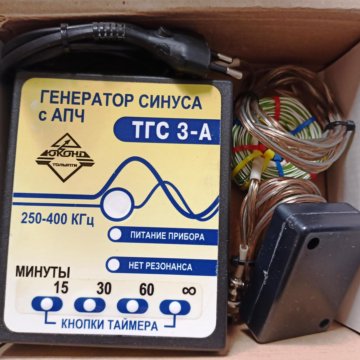 ГЕНЕРАТОР СИНУСА
с АПЧ
ТГС 3-А
ЭКОНД
ТОЛЬЯТТИ
250-400 КГц
ПИТАНИЕ ПРИБОРА
НЕТ РЕЗОНАНСА
МИНУТЫ
15 30 60 ∞
КНОПКИ ТАЙМЕРА